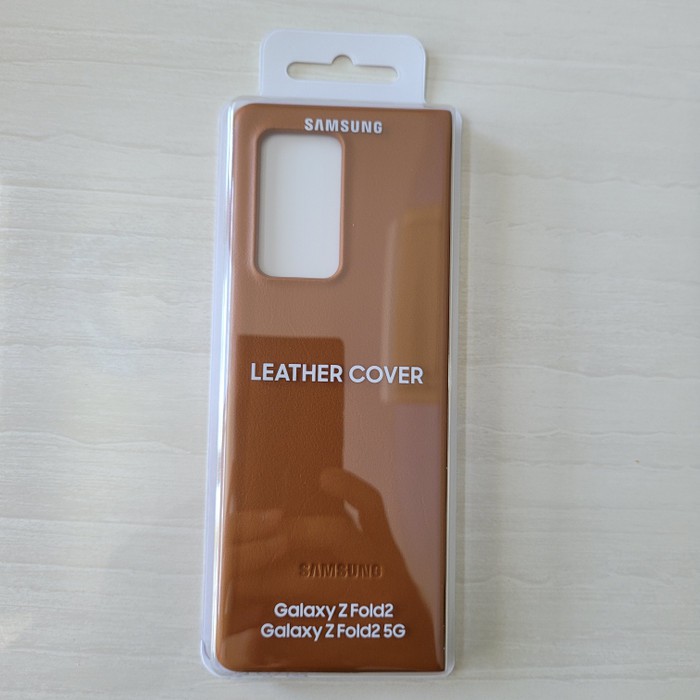 SAMSUNG
LEATHER COVER
SAMSUNG
Galaxy Z Fold2
Galaxy Z Fold2 5G